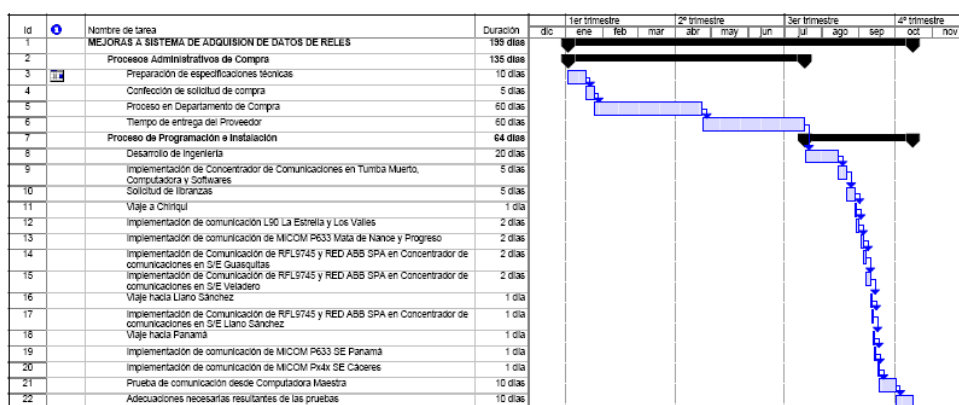 Id Nombre de tarea Duración dic 1er trimestre ene feb mar 2º trimestre abr may jun 3er trimestre jul ago sep 4º trimestre oct nov
1 MEJORAS A SISTEMA DE ADQUISION DE DATOS DE RELES 199 días
2 Procesos Administrativos de Compra 135 días
3 Preparación de especificaciones técnicas 10 días
4 Confección de solicitud de compra 5 días
5 Proceso en Departamento de Compra 60 días
6 Tiempo de entrega del Proveedor 60 días
7 Proceso de Programación e Instalación 64 días
8 Desarrollo de Ingeniería 20 días
9 Implementación de Concentrador de Comunicaciones en Tumba Muerto, 5 días
Computadora y Softwares
10 Solicitud de libranzas 5 días
11 Viaje a Chiriquí 1 día
12 Implementación de comunicación L90 La Estrella y Los Valles 2 días
13 Implementación de comunicación de MICOM P633 Mata de Nance y Progreso 2 días
14 Implementación de Comunicación de RFL9745 y RED ABB SPA en Concentrador de 2 días
comunicaciones en S/E Guasquitas
15 Implementación de Comunicación de RFL9745 y RED ABB SPA en Concentrador de 2 días
comunicaciones en S/E Veladero
16 Viaje hacia Llano Sánchez 1 día
17 Implementación de Comunicación de RFL9745 y RED ABB SPA en Concentrador de 1 día
comunicaciones en S/E Llano Sánchez
18 Viaje hacia Panamá 1 día
19 Implementación de comunicación de MICOM P633 SE Panamá 1 día
20 Implementación de comunicación de MICOM Px4x SE Cáceres 1 día
21 Prueba de comunicación desde Computadora Maestra 10 días
22 Adecuaciones necesarias resultantes de las pruebas 10 días